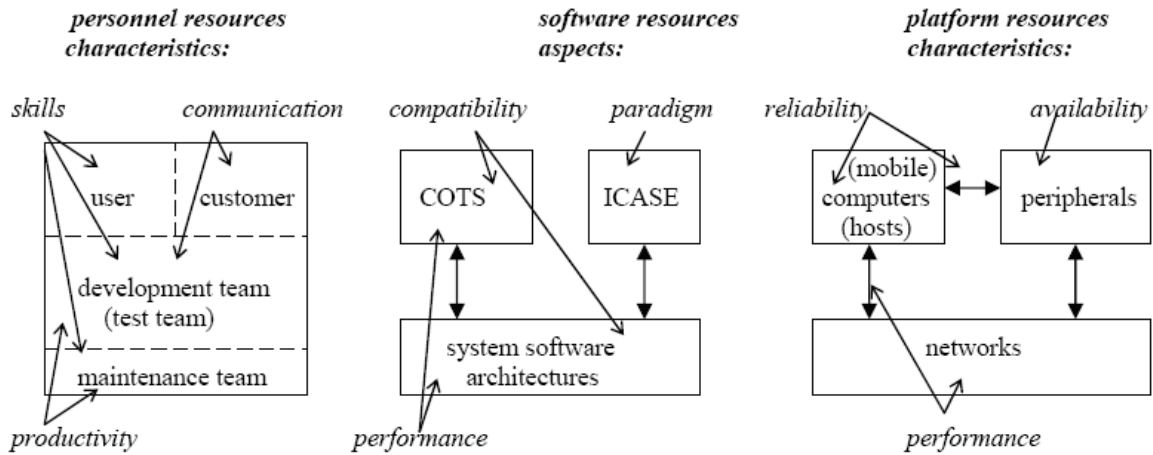 personnel resources
characteristics:
software resources
aspects:
platform resources
characteristics:
skills
communication
compatibility
paradigm
reliability
availability
user
customer
development team
(test team)
maintenance team
productivity
COTS
ICASE
system software
architectures
performance
(mobile)
computers
(hosts)
peripherals
networks
performance